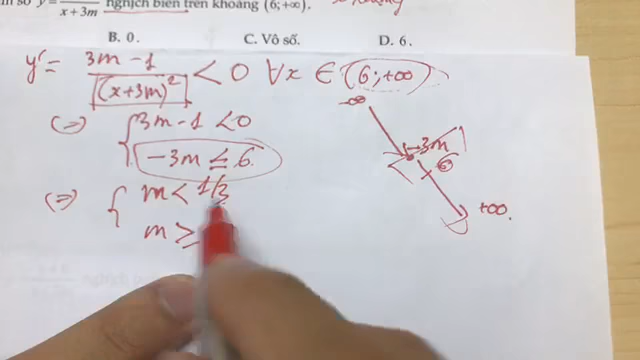 số y = / x+3m nghịch biến trên khoảng (6;+∞).
B. 0. C. Vô số. D. 6.
y' = 3m - 1 / (x+3m)² < 0 ∀x ∈ (6; +∞)
⇔ { 3m - 1 < 0
-3m ≤ 6
⇔ { m < 1/3
m ≥
-∞
-3m
6
+∞.